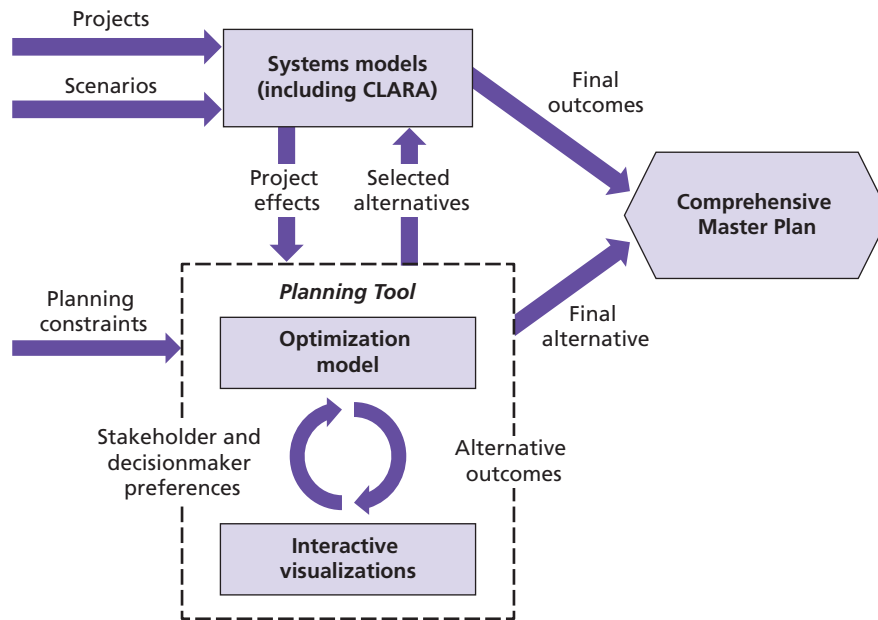 Projects
Scenarios
Systems models
(including CLARA)
Final
outcomes
Project
effects
Selected
alternatives
Comprehensive
Master Plan
Planning
constraints
Planning Tool
Optimization
model
Final
alternative
Stakeholder and
decisionmaker
preferences
Alternative
outcomes
Interactive
visualizations